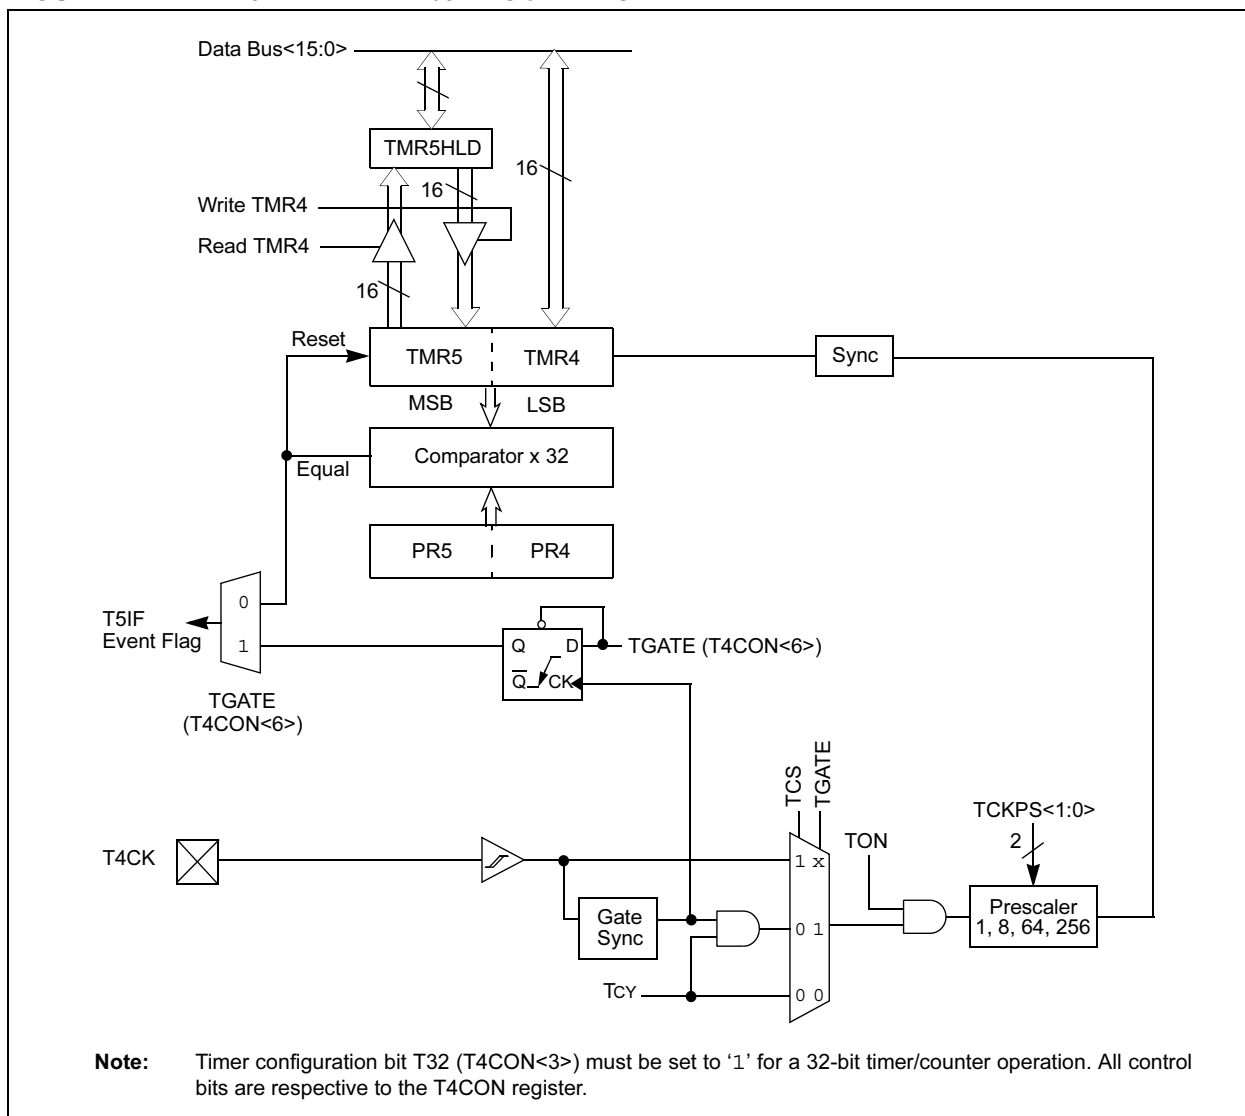 Data Bus<15:0>
TMR5HLD
16
16
Write TMR4
Read TMR4
16
Reset
TMR5
TMR4
Sync
MSB
LSB
Equal
Comparator x 32
PR5
PR4
0
T5IF
Event Flag
1
Q
D
TGATE (T4CON<6>)
Q
CK
TGATE
(T4CON<6>)
TCS
TGATE
TCKPS<1:0>
2
TON
T4CK
1 x
Gate
Sync
0 1
Prescaler
1, 8, 64, 256
TCY
0 0
Note: Timer configuration bit T32 (T4CON<3>) must be set to ‘1’ for a 32-bit timer/counter operation. All control
bits are respective to the T4CON register.